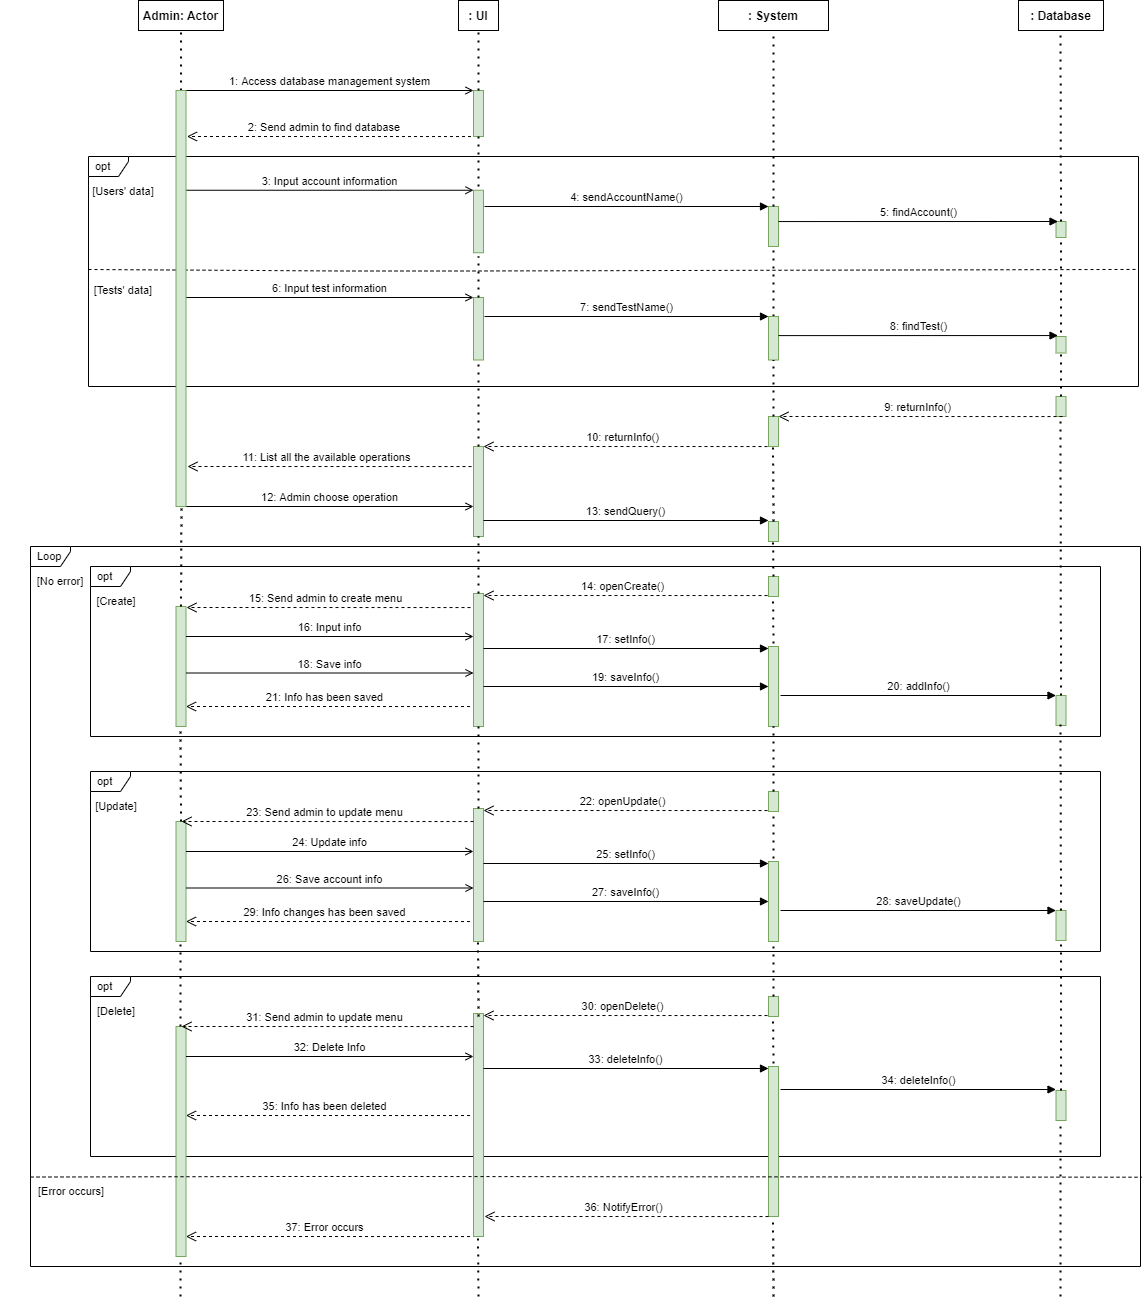 Admin: Actor
: UI
: System
: Database
1: Access database management system
2: Send admin to find database
opt
[Users' data]
3: Input account information
4: sendAccountName()
5: findAccount()
[Tests' data]
6: Input test information
7: sendTestName()
8: findTest()
9: returnInfo()
10: returnInfo()
11: List all the available operations
12: Admin choose operation
13: sendQuery()
Loop
[No error]
opt
[Create]
14: openCreate()
15: Send admin to create menu
16: Input info
17: setInfo()
18: Save info
19: saveInfo()
20: addInfo()
21: Info has been saved
opt
[Update]
22: openUpdate()
23: Send admin to update menu
24: Update info
25: setInfo()
26: Save account info
27: saveInfo()
28: saveUpdate()
29: Info changes has been saved
opt
[Delete]
30: openDelete()
31: Send admin to update menu
32: Delete Info
33: deleteInfo()
34: deleteInfo()
35: Info has been deleted
[Error occurs]
36: NotifyError()
37: Error occurs